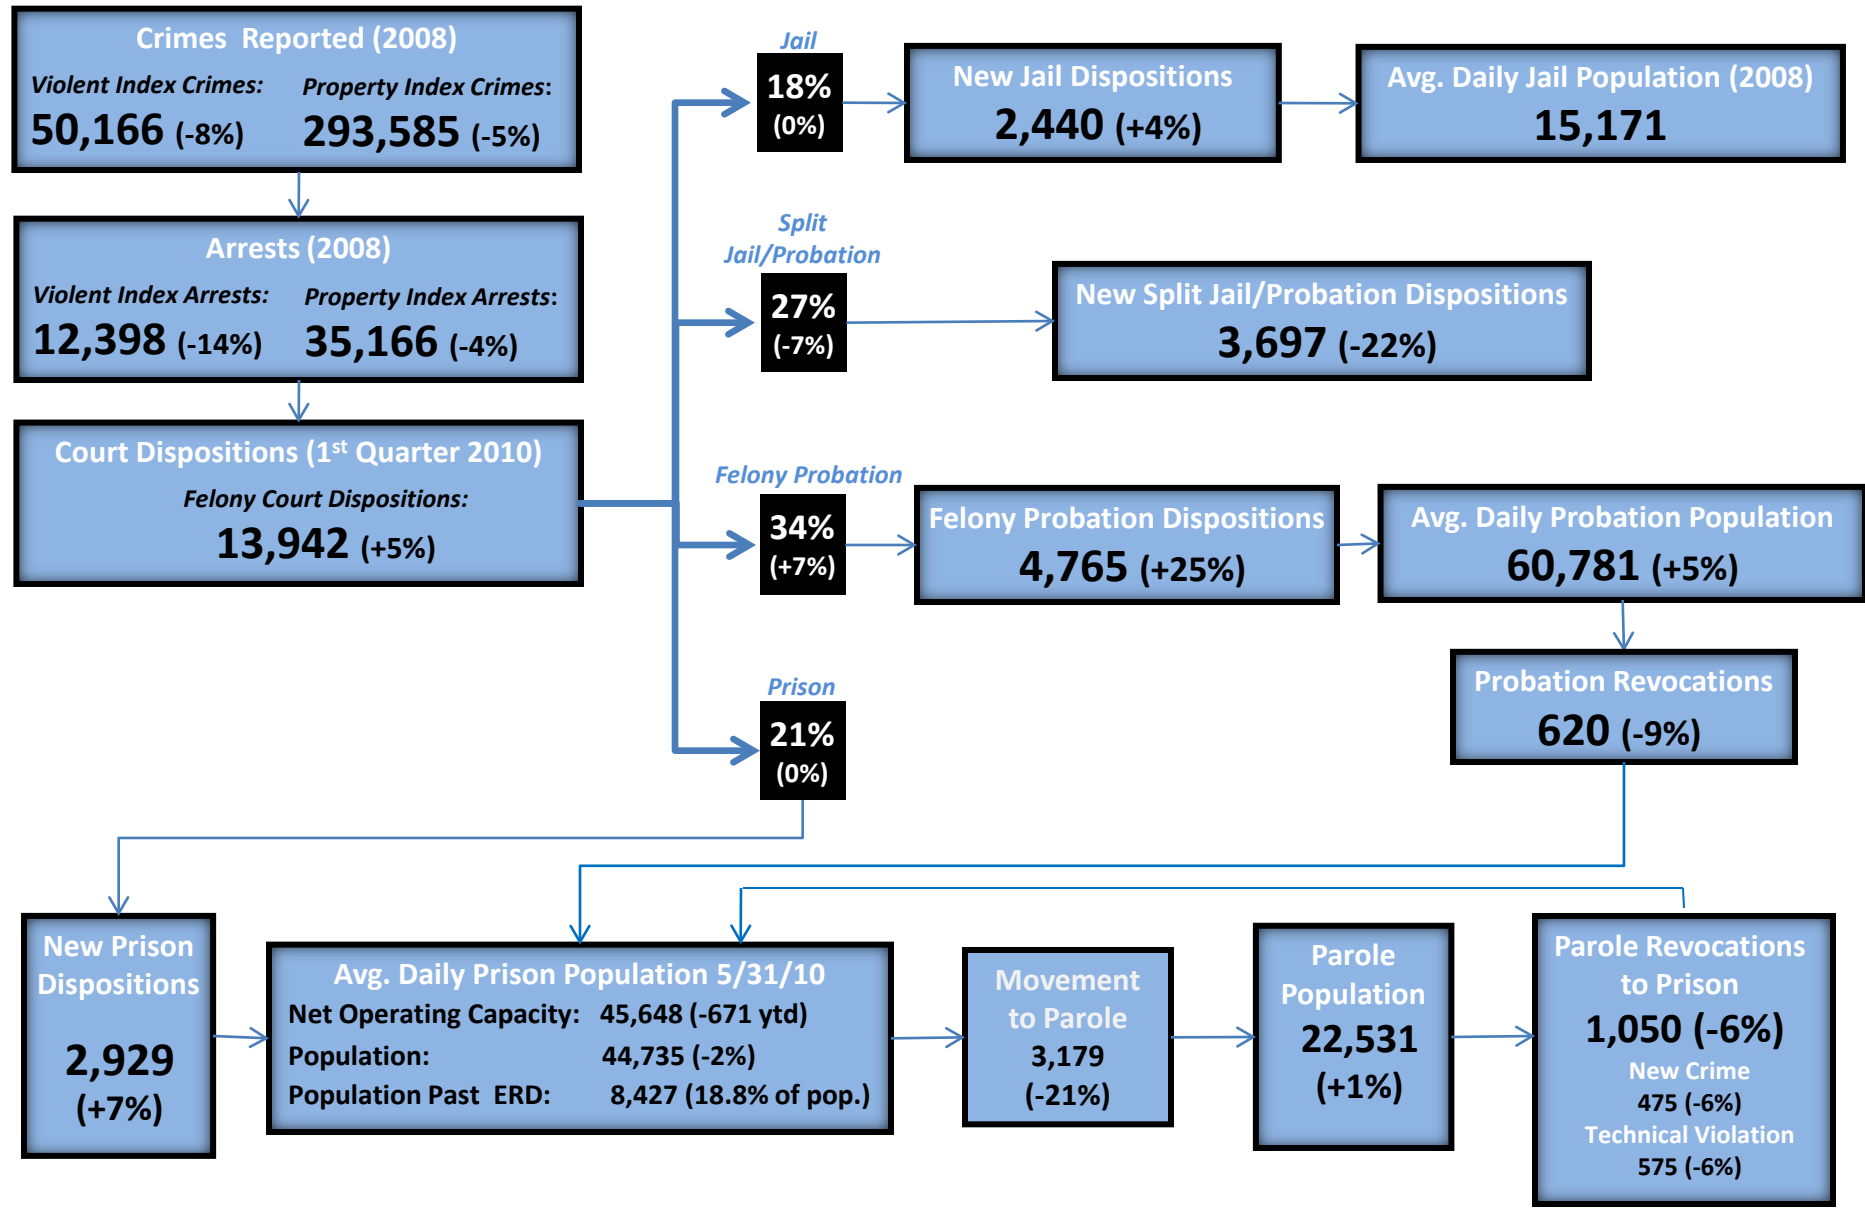 Crimes Reported (2008)
Violent Index Crimes:
50,166 (-8%)
Property Index Crimes:
293,585 (-5%)
Arrests (2008)
Violent Index Arrests:
12,398 (-14%)
Property Index Arrests:
35,166 (-4%)
Court Dispositions (1st Quarter 2010)
Felony Court Dispositions:
13,942 (+5%)
Jail
18%
(0%)
New Jail Dispositions
2,440 (+4%)
Avg. Daily Jail Population (2008)
15,171
Split
Jail/Probation
27%
(-7%)
New Split Jail/Probation Dispositions
3,697 (-22%)
Felony Probation
34%
(+7%)
Felony Probation Dispositions
4,765 (+25%)
Avg. Daily Probation Population
60,781 (+5%)
Probation Revocations
620 (-9%)
Prison
21%
(0%)
New Prison
Dispositions
2,929
(+7%)
Avg. Daily Prison Population 5/31/10
Net Operating Capacity: 45,648 (-671 ytd)
Population: 44,735 (-2%)
Population Past ERD: 8,427 (18.8% of pop.)
Movement
to Parole
3,179
(-21%)
Parole
Population
22,531
(+1%)
Parole Revocations
to Prison
1,050 (-6%)
New Crime
475 (-6%)
Technical Violation
575 (-6%)